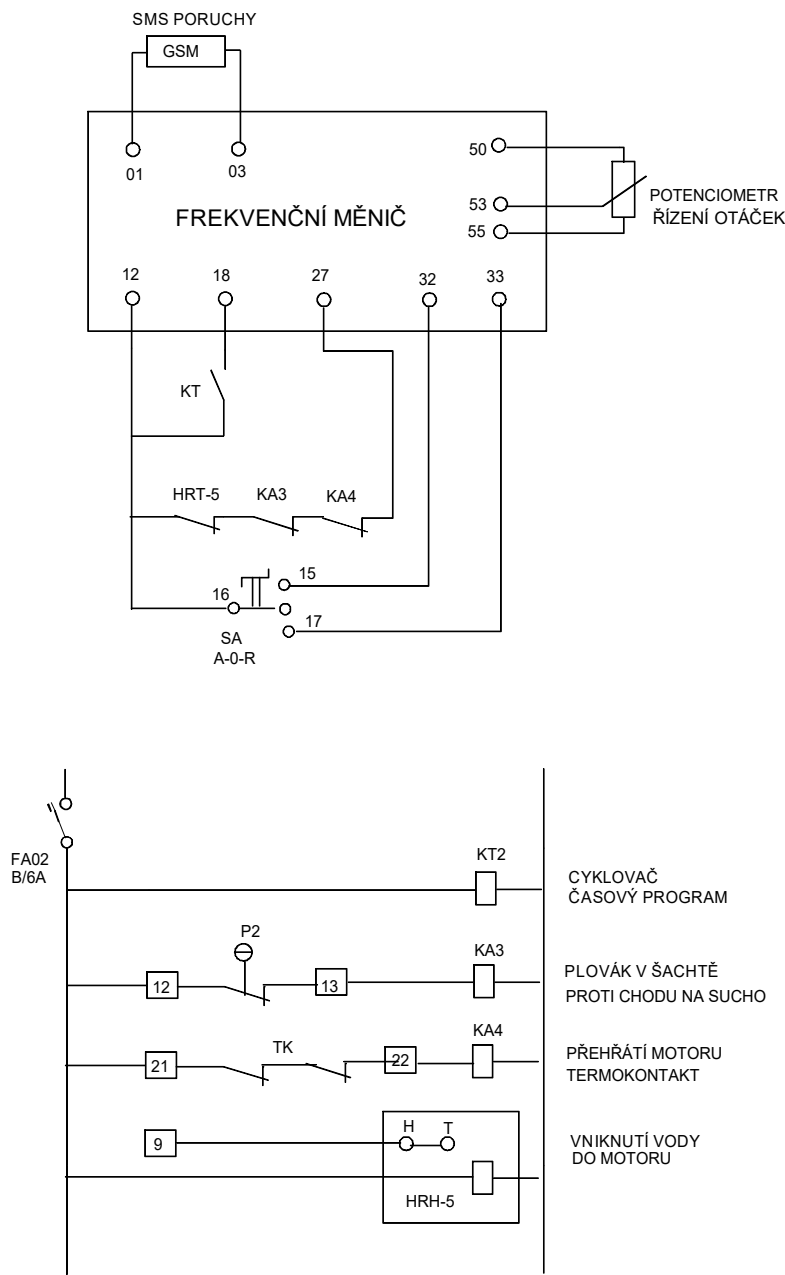 SMS PORUCHY
GSM
01
03
50
53
55
POTENCIOMETR
ŘÍZENÍ OTÁČEK
FREKVENČNÍ MĚNIČ
12
18
27
32
33
KT
HRT-5
KA3
KA4
15
16
17
SA
A-0-R
FA02
B/6A
KT2
CYKLOVAČ
ČASOVÝ PROGRAM
P2
12
13
KA3
PLOVÁK V ŠACHTĚ
PROTI CHODU NA SUCHO
21
TK
22
KA4
PŘEHŘÁTÍ MOTORU
TERMOKONTAKT
9
H
T
HRH-5
VNIKNUTÍ VODY
DO MOTORU